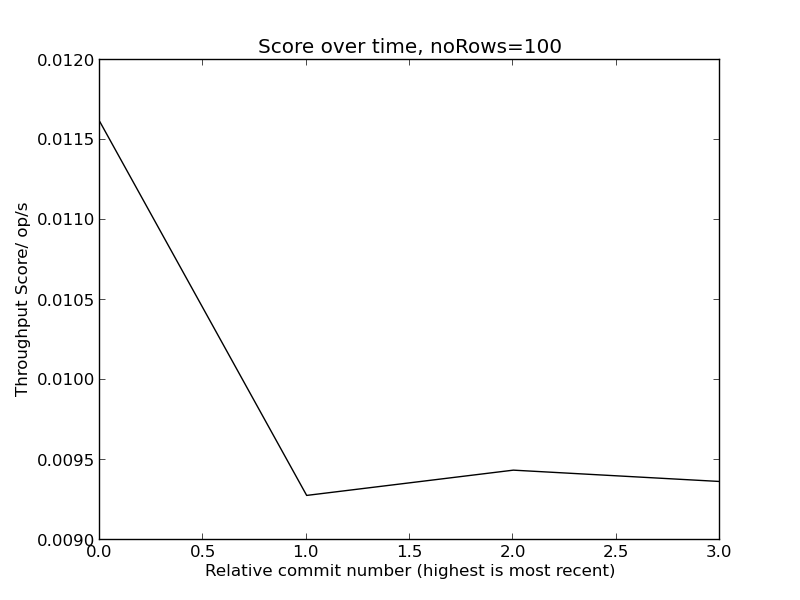 Score over time, noRows=100
0.0120
0.0115
0.0110
0.0105
0.0100
0.0095
0.0090
Throughput Score/ op/s
0.0 0.5 1.0 1.5 2.0 2.5 3.0
Relative commit number (highest is most recent)